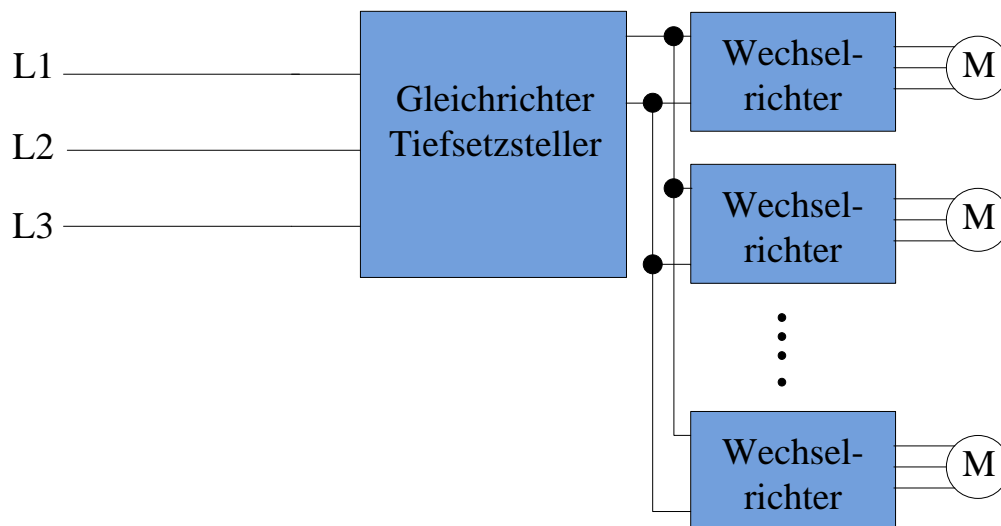 L1
L2
L3
Gleichrichter
Tiefsetzsteller
Wechsel-
richter
M
Wechsel-
richter
M
Wechsel-
richter
M